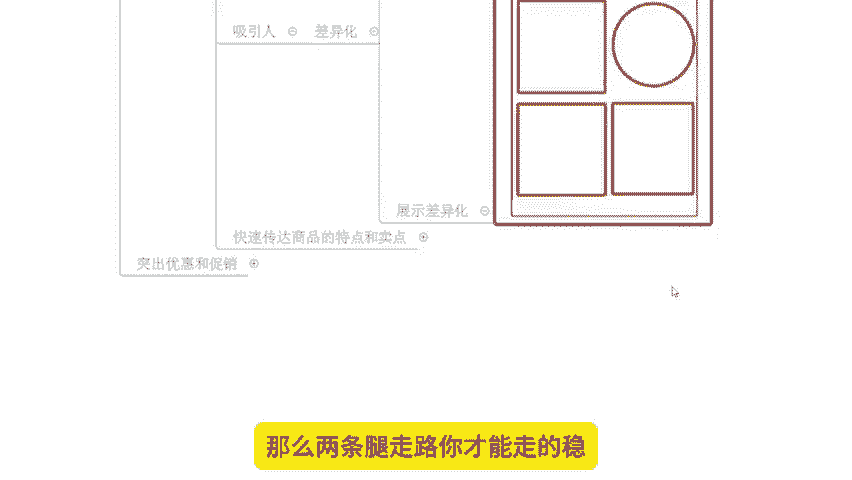 吸引人 差异化
展示差异化
快速传达商品的特点和卖点
突出优惠和促销
那么两条腿走路你才能走的稳